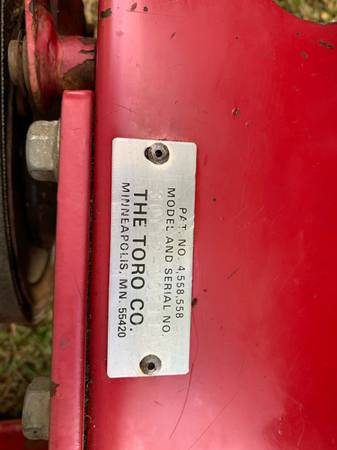 PAT. NO. 4,558,558
MODEL AND SERIAL NO.
THE TORO CO.
MINNEAPOLIS, MN. 55420